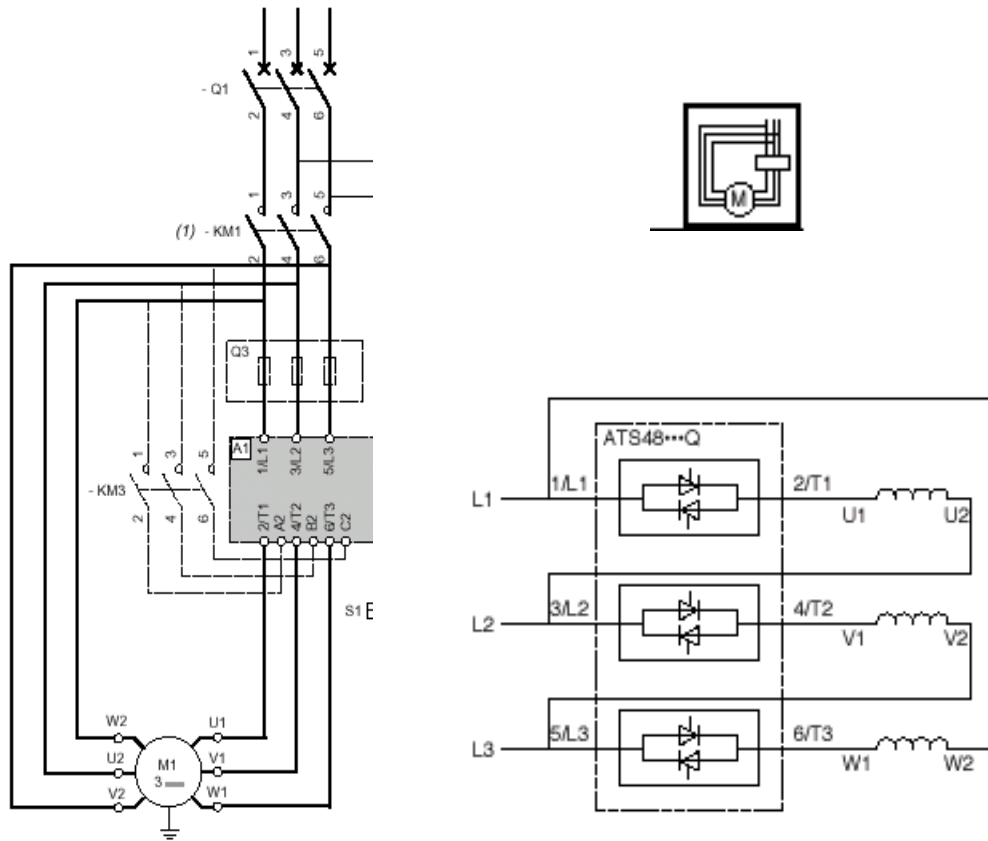 1 3 5
- Q1
2 4 6
1 3 5
(1) - KM1
2 4 6
Q3
A1
1/L1 3/L2 5/L3
1 3 5
- KM3
2 4 6
2/T1 A2 4/T2 B2 6/T3 C2
S1
W2 U1
U2 M1 3 V1
V2 W1
M
ATS48•••Q
L1 1/L1 2/T1 U1 U2
L2 3/L2 4/T2 V1 V2
L3 5/L3 6/T3 W1 W2